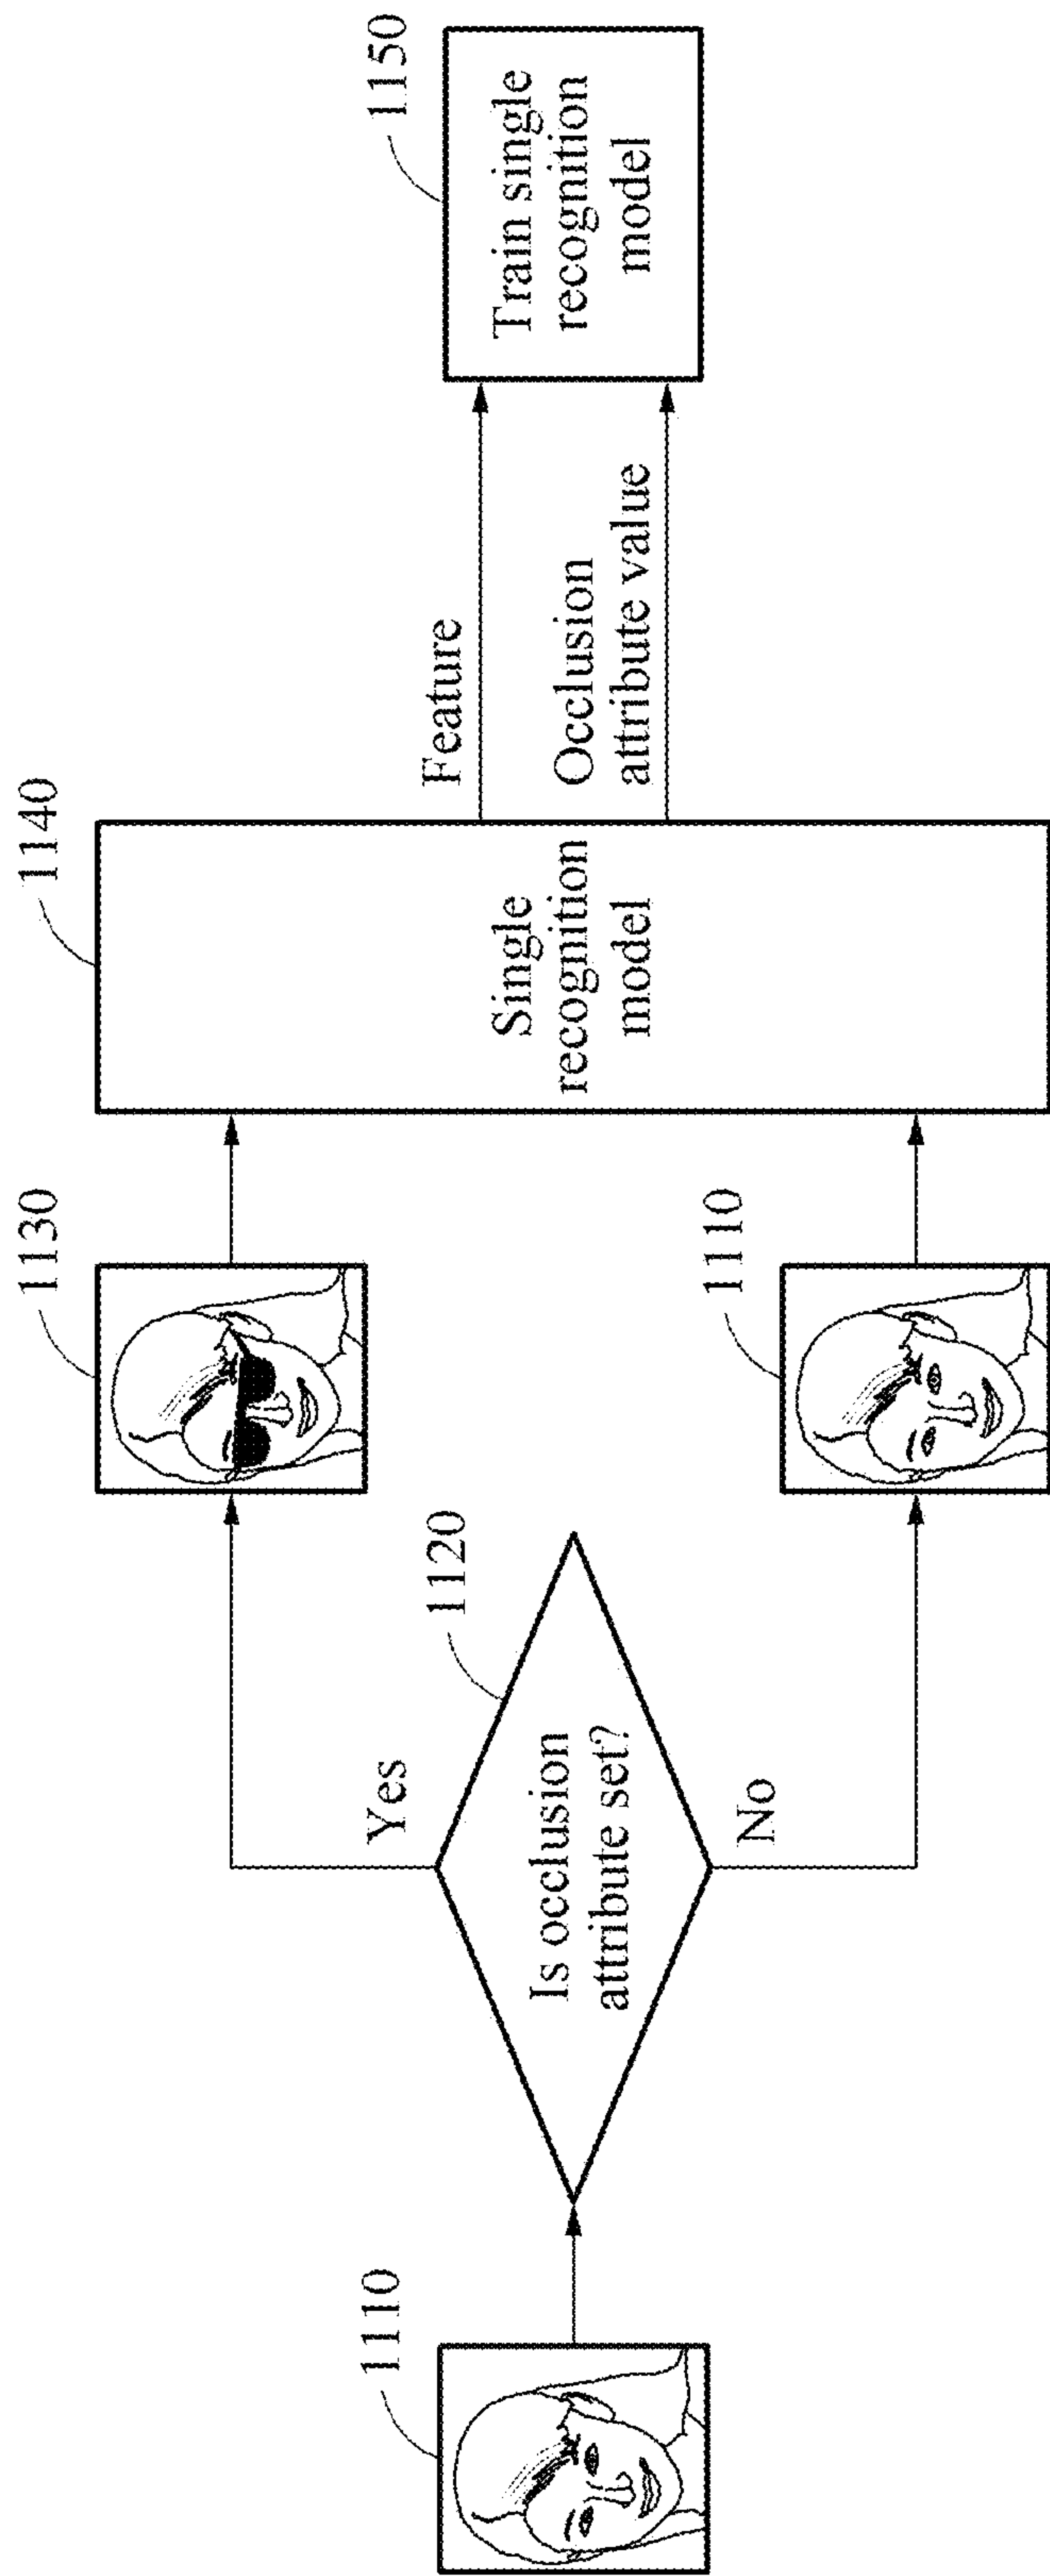 1110
1120
Is occlusion
attribute set?
Yes
No
1130
1110
1140
Single
recognition
model
Feature
Occlusion
attribute value
1150
Train single
recognition
model